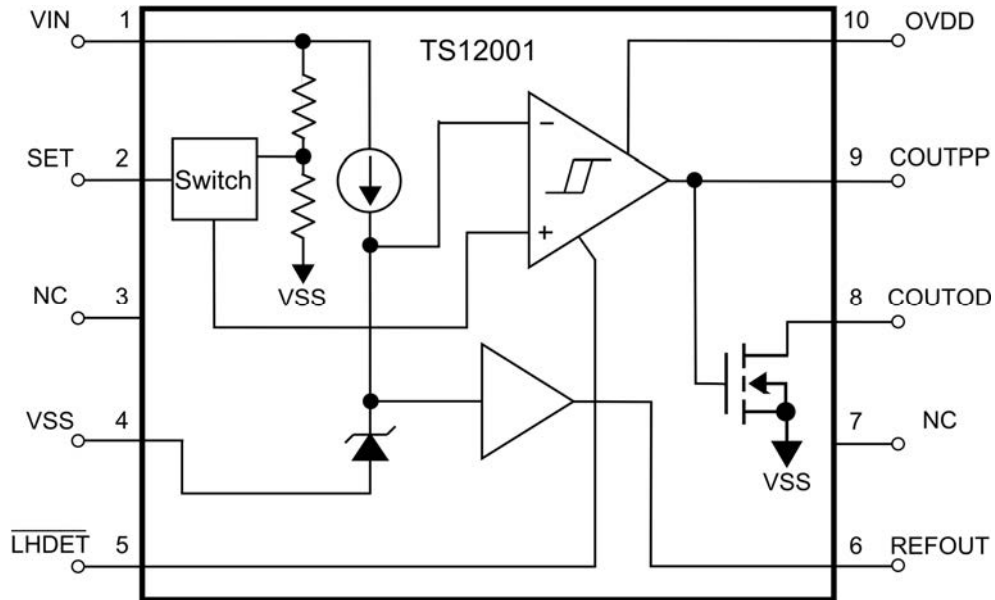 VIN 1
TS12001
10 OVDD
SET 2
Switch
−
+
9 COUTPP
VSS
NC 3
8 COUTOD
VSS 4
7 NC
VSS
LHDET 5
6 REFOUT